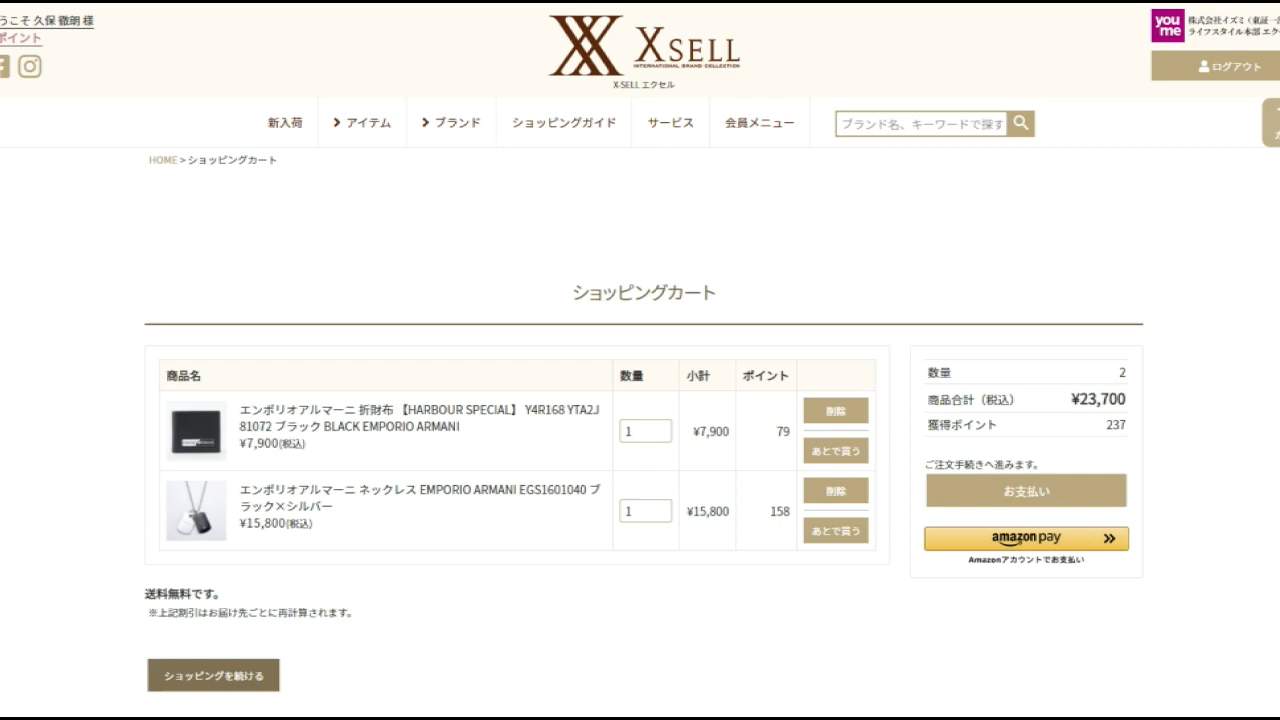 うこそ 久保 徹朗 様
ポイント
XSELL
INTERNATIONAL BRAND COLLECTION
X-SELL エクセル
you me
株式会社イズミ（東証一部
ライフスタイル本部 エク
ログアウト
新入荷
アイテム
ブランド
ショッピングガイド
サービス
会員メニュー
ブランド名、キーワードで探す
HOME > ショッピングカート
ショッピングカート
商品名 数量 小計 ポイント
エンポリオアルマーニ 折財布 【HARBOUR SPECIAL】 Y4R168 YTA2J
81072 ブラック BLACK EMPORIO ARMANI
¥7,900(税込)
1
¥7,900
79
削除
あとで買う
エンポリオアルマーニ ネックレス EMPORIO ARMANI EGS1601040 ブ
ラック×シルバー
¥15,800(税込)
1
¥15,800
158
削除
あとで買う
数量 2
商品合計（税込） ¥23,700
獲得ポイント 237
ご注文手続きへ進みます。
お支払い
amazon pay
Amazonアカウントでお支払い
送料無料です。
※上記割引はお届け先ごとに再計算されます。
ショッピングを続ける